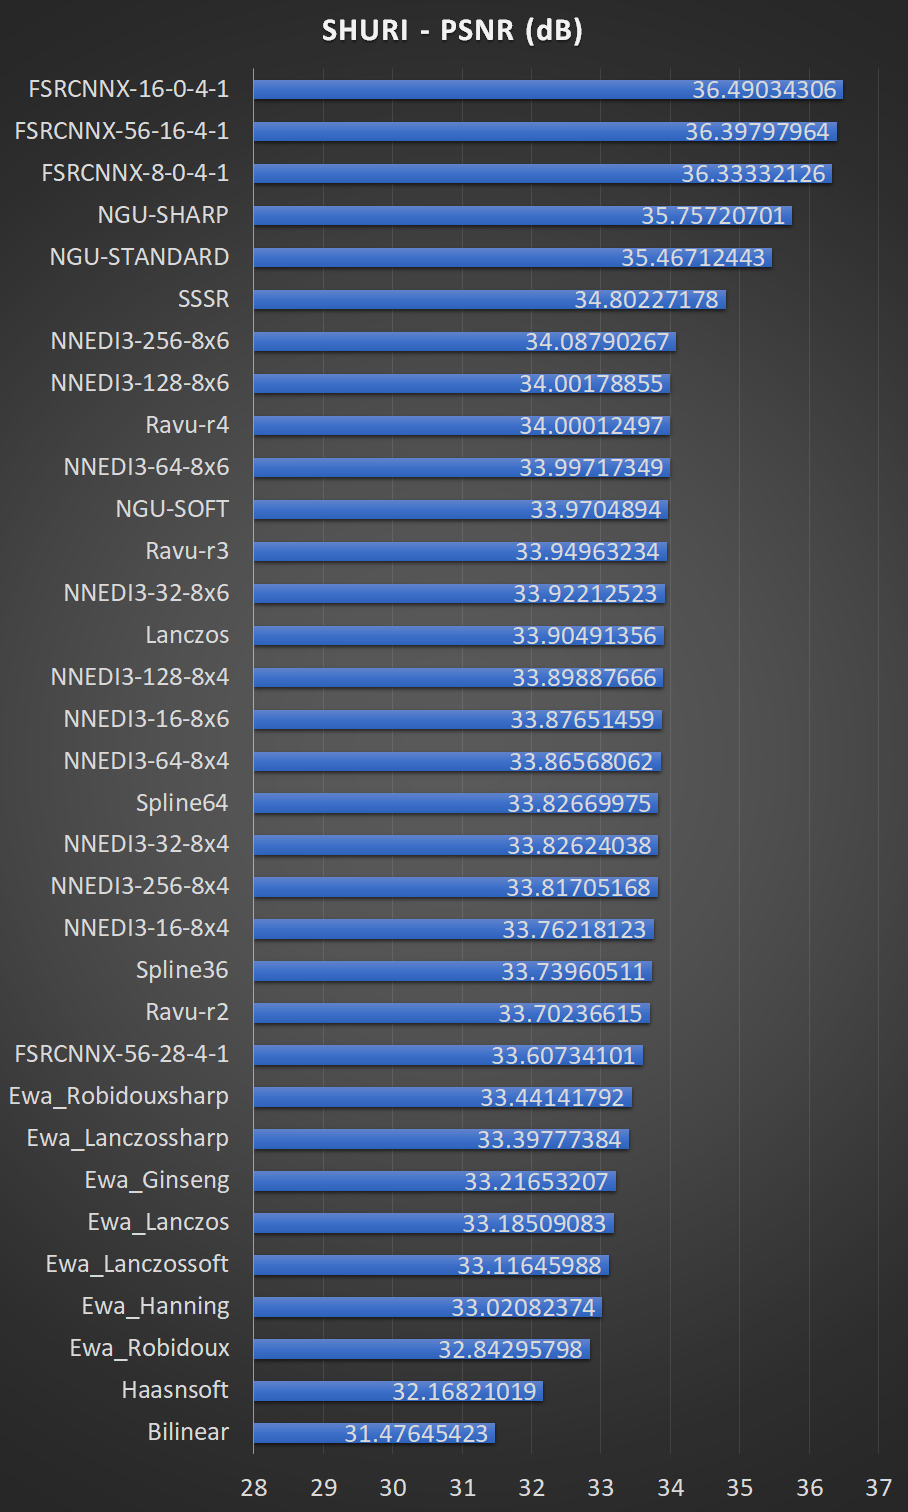 SHURI - PSNR (dB)
FSRCNNX-16-0-4-1 36.49034306
FSRCNNX-56-16-4-1 36.39797964
FSRCNNX-8-0-4-1 36.33332126
NGU-SHARP 35.75720701
NGU-STANDARD 35.46712443
SSSR 34.80227178
NNEDI3-256-8x6 34.08790267
NNEDI3-128-8x6 34.00178855
Ravu-r4 34.00012497
NNEDI3-64-8x6 33.99717349
NGU-SOFT 33.9704894
Ravu-r3 33.94963234
NNEDI3-32-8x6 33.92212523
Lanczos 33.90491356
NNEDI3-128-8x4 33.89887666
NNEDI3-16-8x6 33.87651459
NNEDI3-64-8x4 33.86568062
Spline64 33.82669975
NNEDI3-32-8x4 33.82624038
NNEDI3-256-8x4 33.81705168
NNEDI3-16-8x4 33.76218123
Spline36 33.73960511
Ravu-r2 33.70236615
FSRCNNX-56-28-4-1 33.60734101
Ewa_Robidouxsharp 33.44141792
Ewa_Lanczossharp 33.39777384
Ewa_Ginseng 33.21653207
Ewa_Lanczos 33.18509083
Ewa_Lanczossoft 33.11645988
Ewa_Hanning 33.02082374
Ewa_Robidoux 32.84295798
Haasnsoft 32.16821019
Bilinear 31.47645423
28 29 30 31 32 33 34 35 36 37